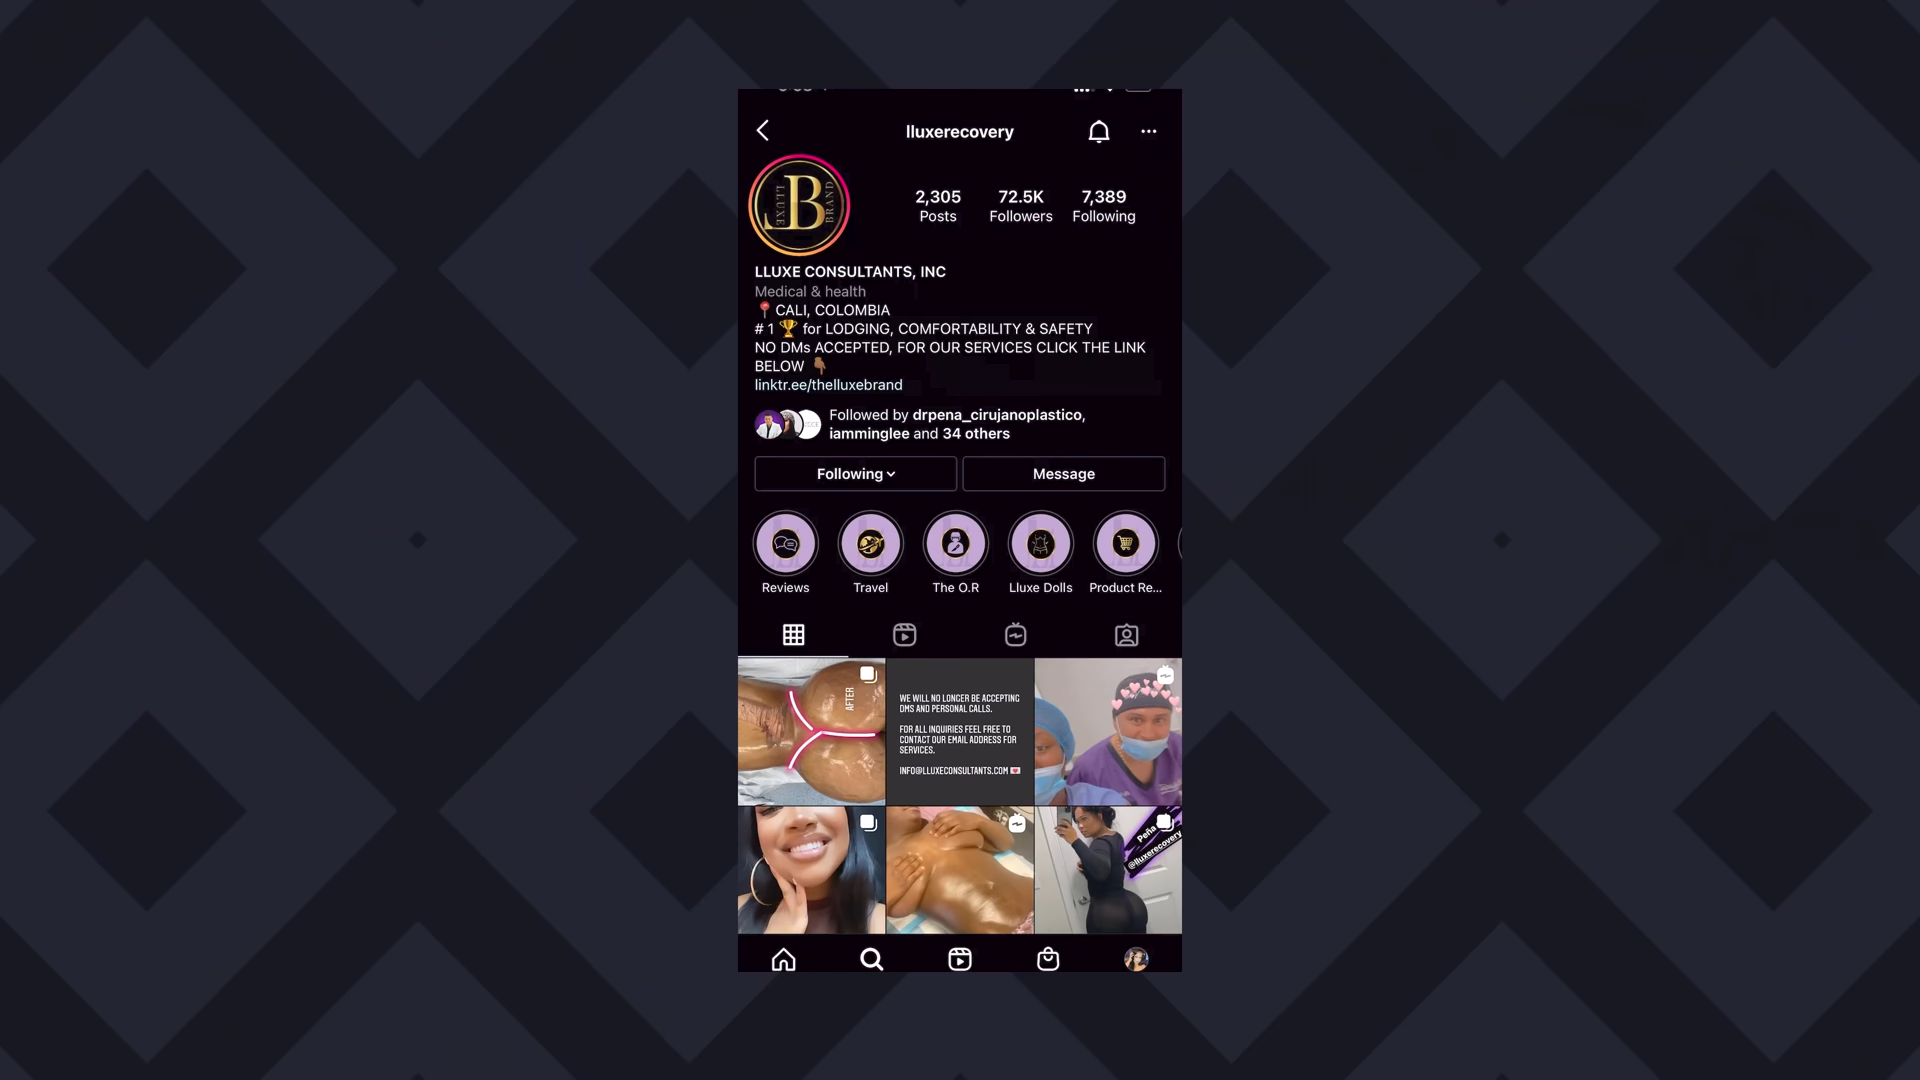 lluxerecovery
LLUXE
B
BRAND
2,305
72.5K
7,389
Posts
Followers
Following
LLUXE CONSULTANTS, INC
Medical & health
📍 CALI, COLOMBIA
# 1 🏆 for LODGING, COMFORTABILITY & SAFETY
NO DMs ACCEPTED, FOR OUR SERVICES CLICK THE LINK
BELOW 👇🏾
linktr.ee/thelluxebrand
Followed by drpena_cirujanoplastico,
iamminglee and 34 others
Following
Message
Reviews
Travel
The O.R
Lluxe Dolls
Product Re...
AFTER
WE WILL NO LONGER BE ACCEPTING
DMS AND PERSONAL CALLS.
FOR ALL INQUIRIES FEEL FREE TO
CONTACT OUR EMAIL ADDRESS FOR
SERVICES.
INFO@LLUXECONSULTANTS.COM 💌
Peña
@lluxerecovery